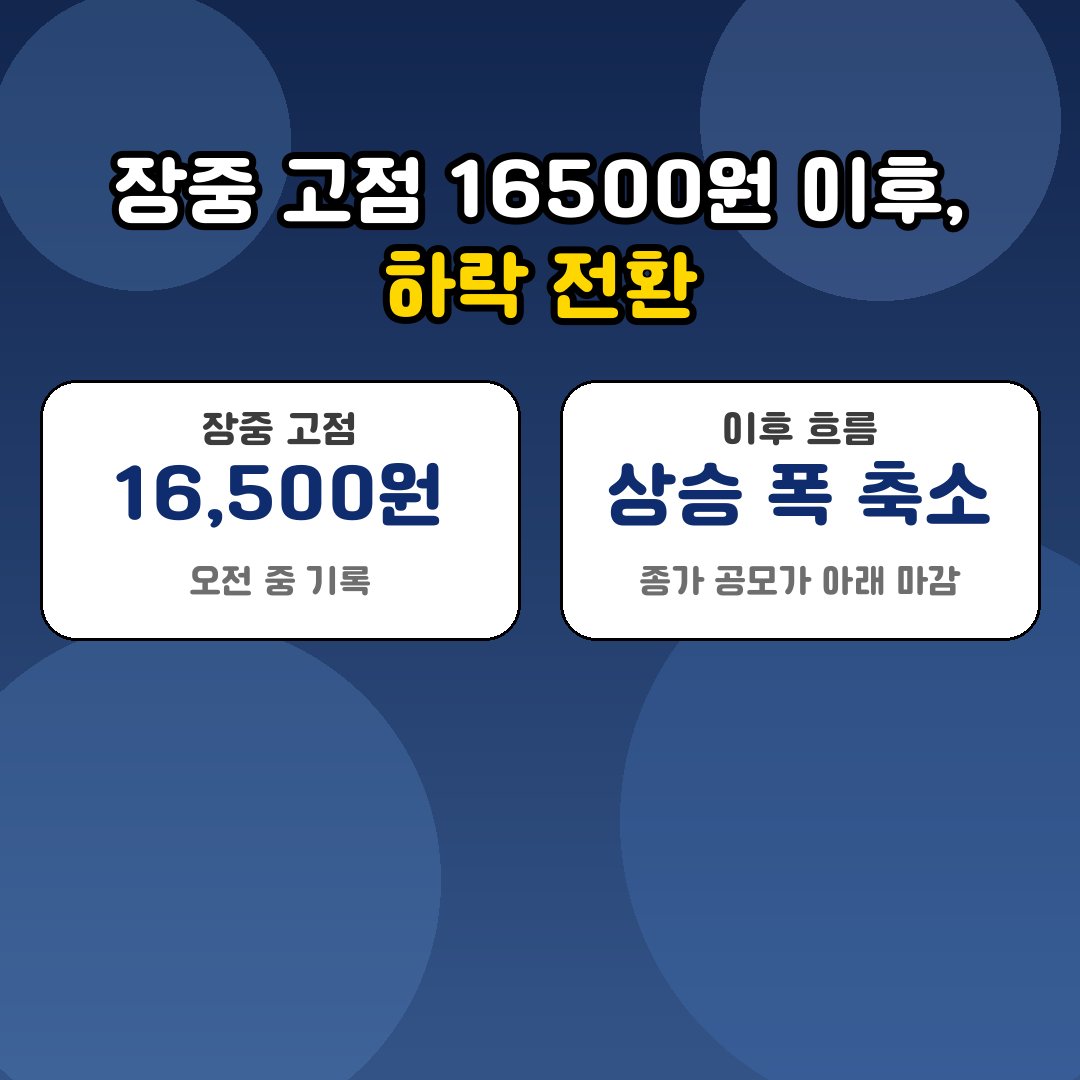 장중 고점 16500원 이후,
하락 전환
장중 고점
16,500원
오전 중 기록
이후 흐름
상승 폭 축소
종가 공모가 아래 마감